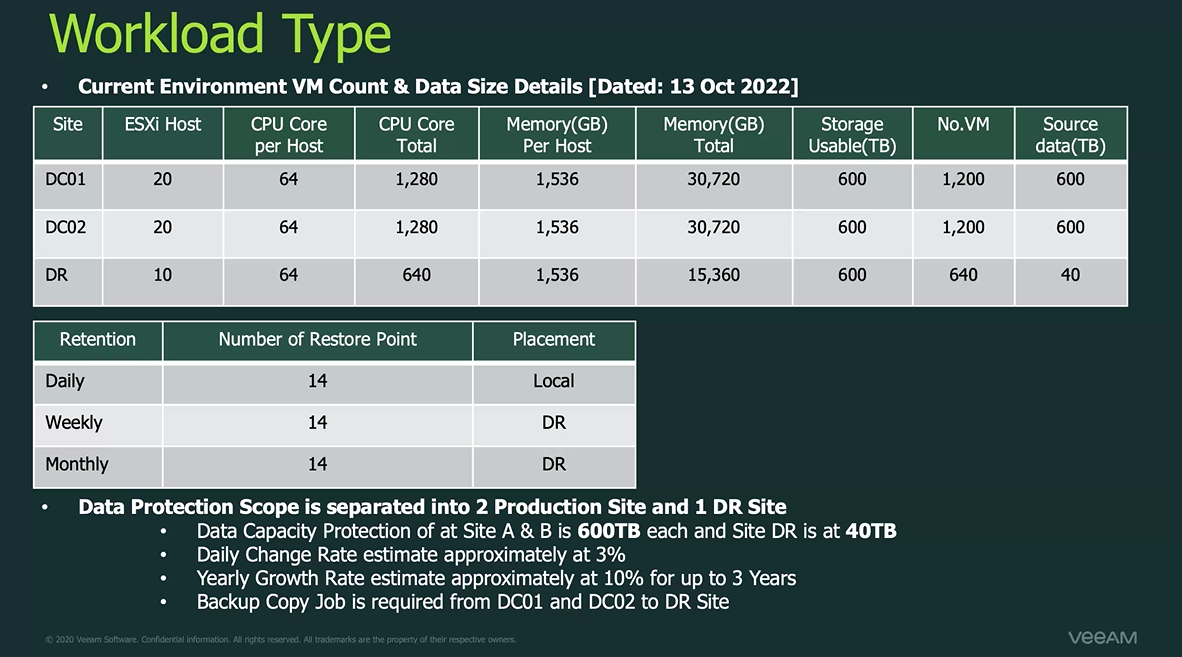 Workload Type
• Current Environment VM Count & Data Size Details [Dated: 13 Oct 2022]
Site ESXi Host CPU Core per Host CPU Core Total Memory(GB) Per Host Memory(GB) Total Storage Usable(TB) No.VM Source data(TB)
DC01 20 64 1,280 1,536 30,720 600 1,200 600
DC02 20 64 1,280 1,536 30,720 600 1,200 600
DR 10 64 640 1,536 15,360 600 640 40
Retention Number of Restore Point Placement
Daily 14 Local
Weekly 14 DR
Monthly 14 DR
• Data Protection Scope is separated into 2 Production Site and 1 DR Site
• Data Capacity Protection of at Site A & B is 600TB each and Site DR is at 40TB
• Daily Change Rate estimate approximately at 3%
• Yearly Growth Rate estimate approximately at 10% for up to 3 Years
• Backup Copy Job is required from DC01 and DC02 to DR Site
© 2020 Veeam Software. Confidential information. All rights reserved. All trademarks are the property of their respective owners.
VEEAM